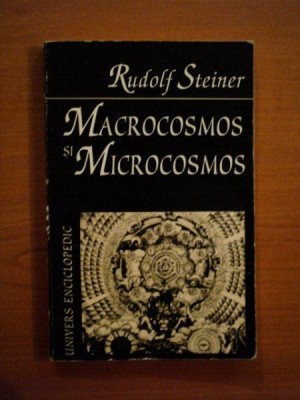 Rudolf Steiner
MACROCOSMOS
ȘI
MICROCOSMOS
UNIVERS ENCICLOPEDIC